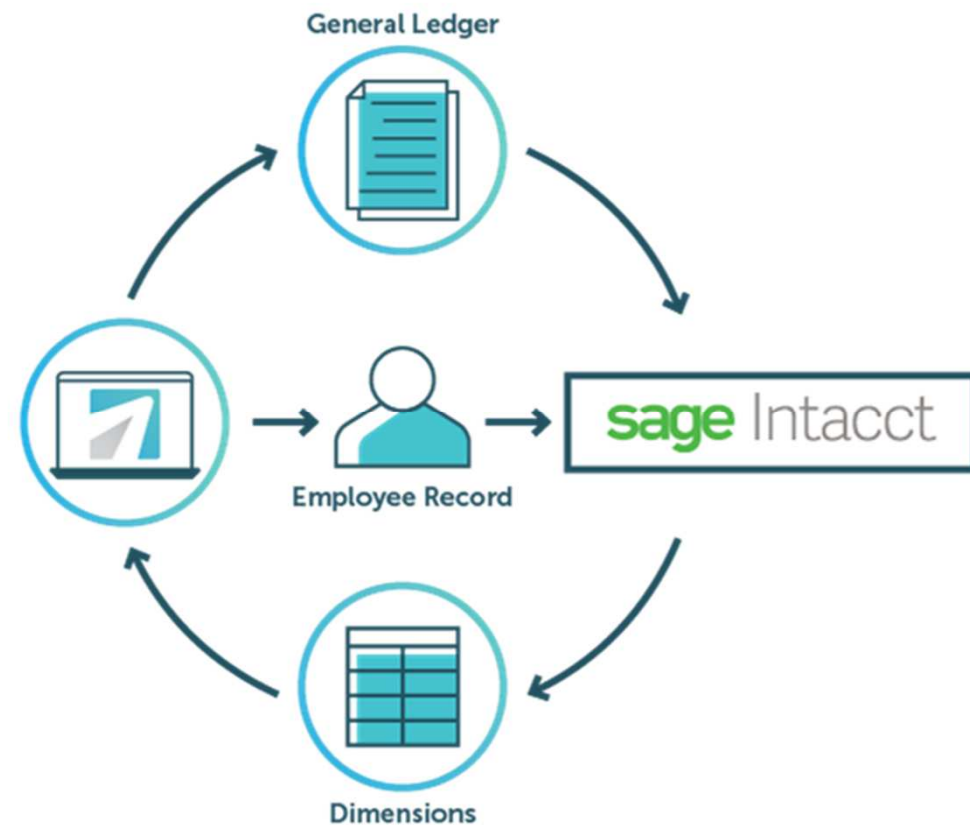 General Ledger
sage Intacct
Employee Record
Dimensions